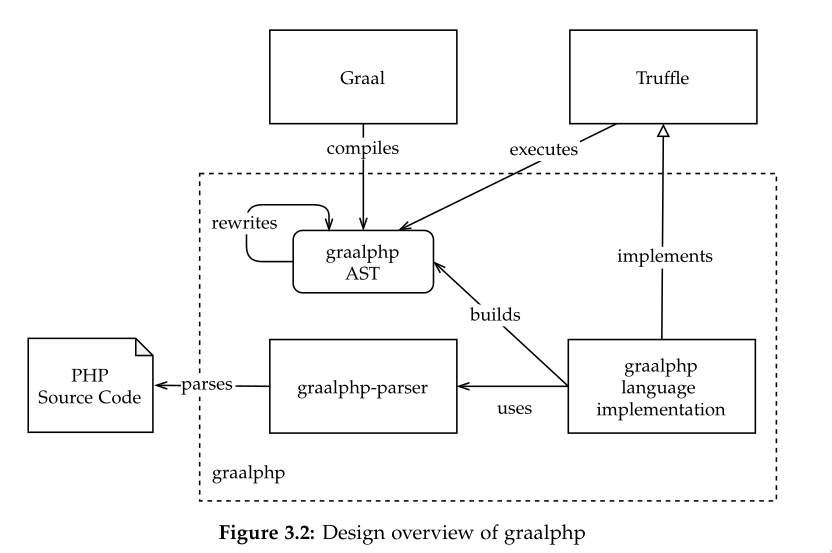 Graal
Truffle
compiles
executes
rewrites
graalphp
AST
implements
builds
PHP
Source Code
parses
graalphp-parser
uses
graalphp
language
implementation
graalphp
Figure 3.2: Design overview of graalphp